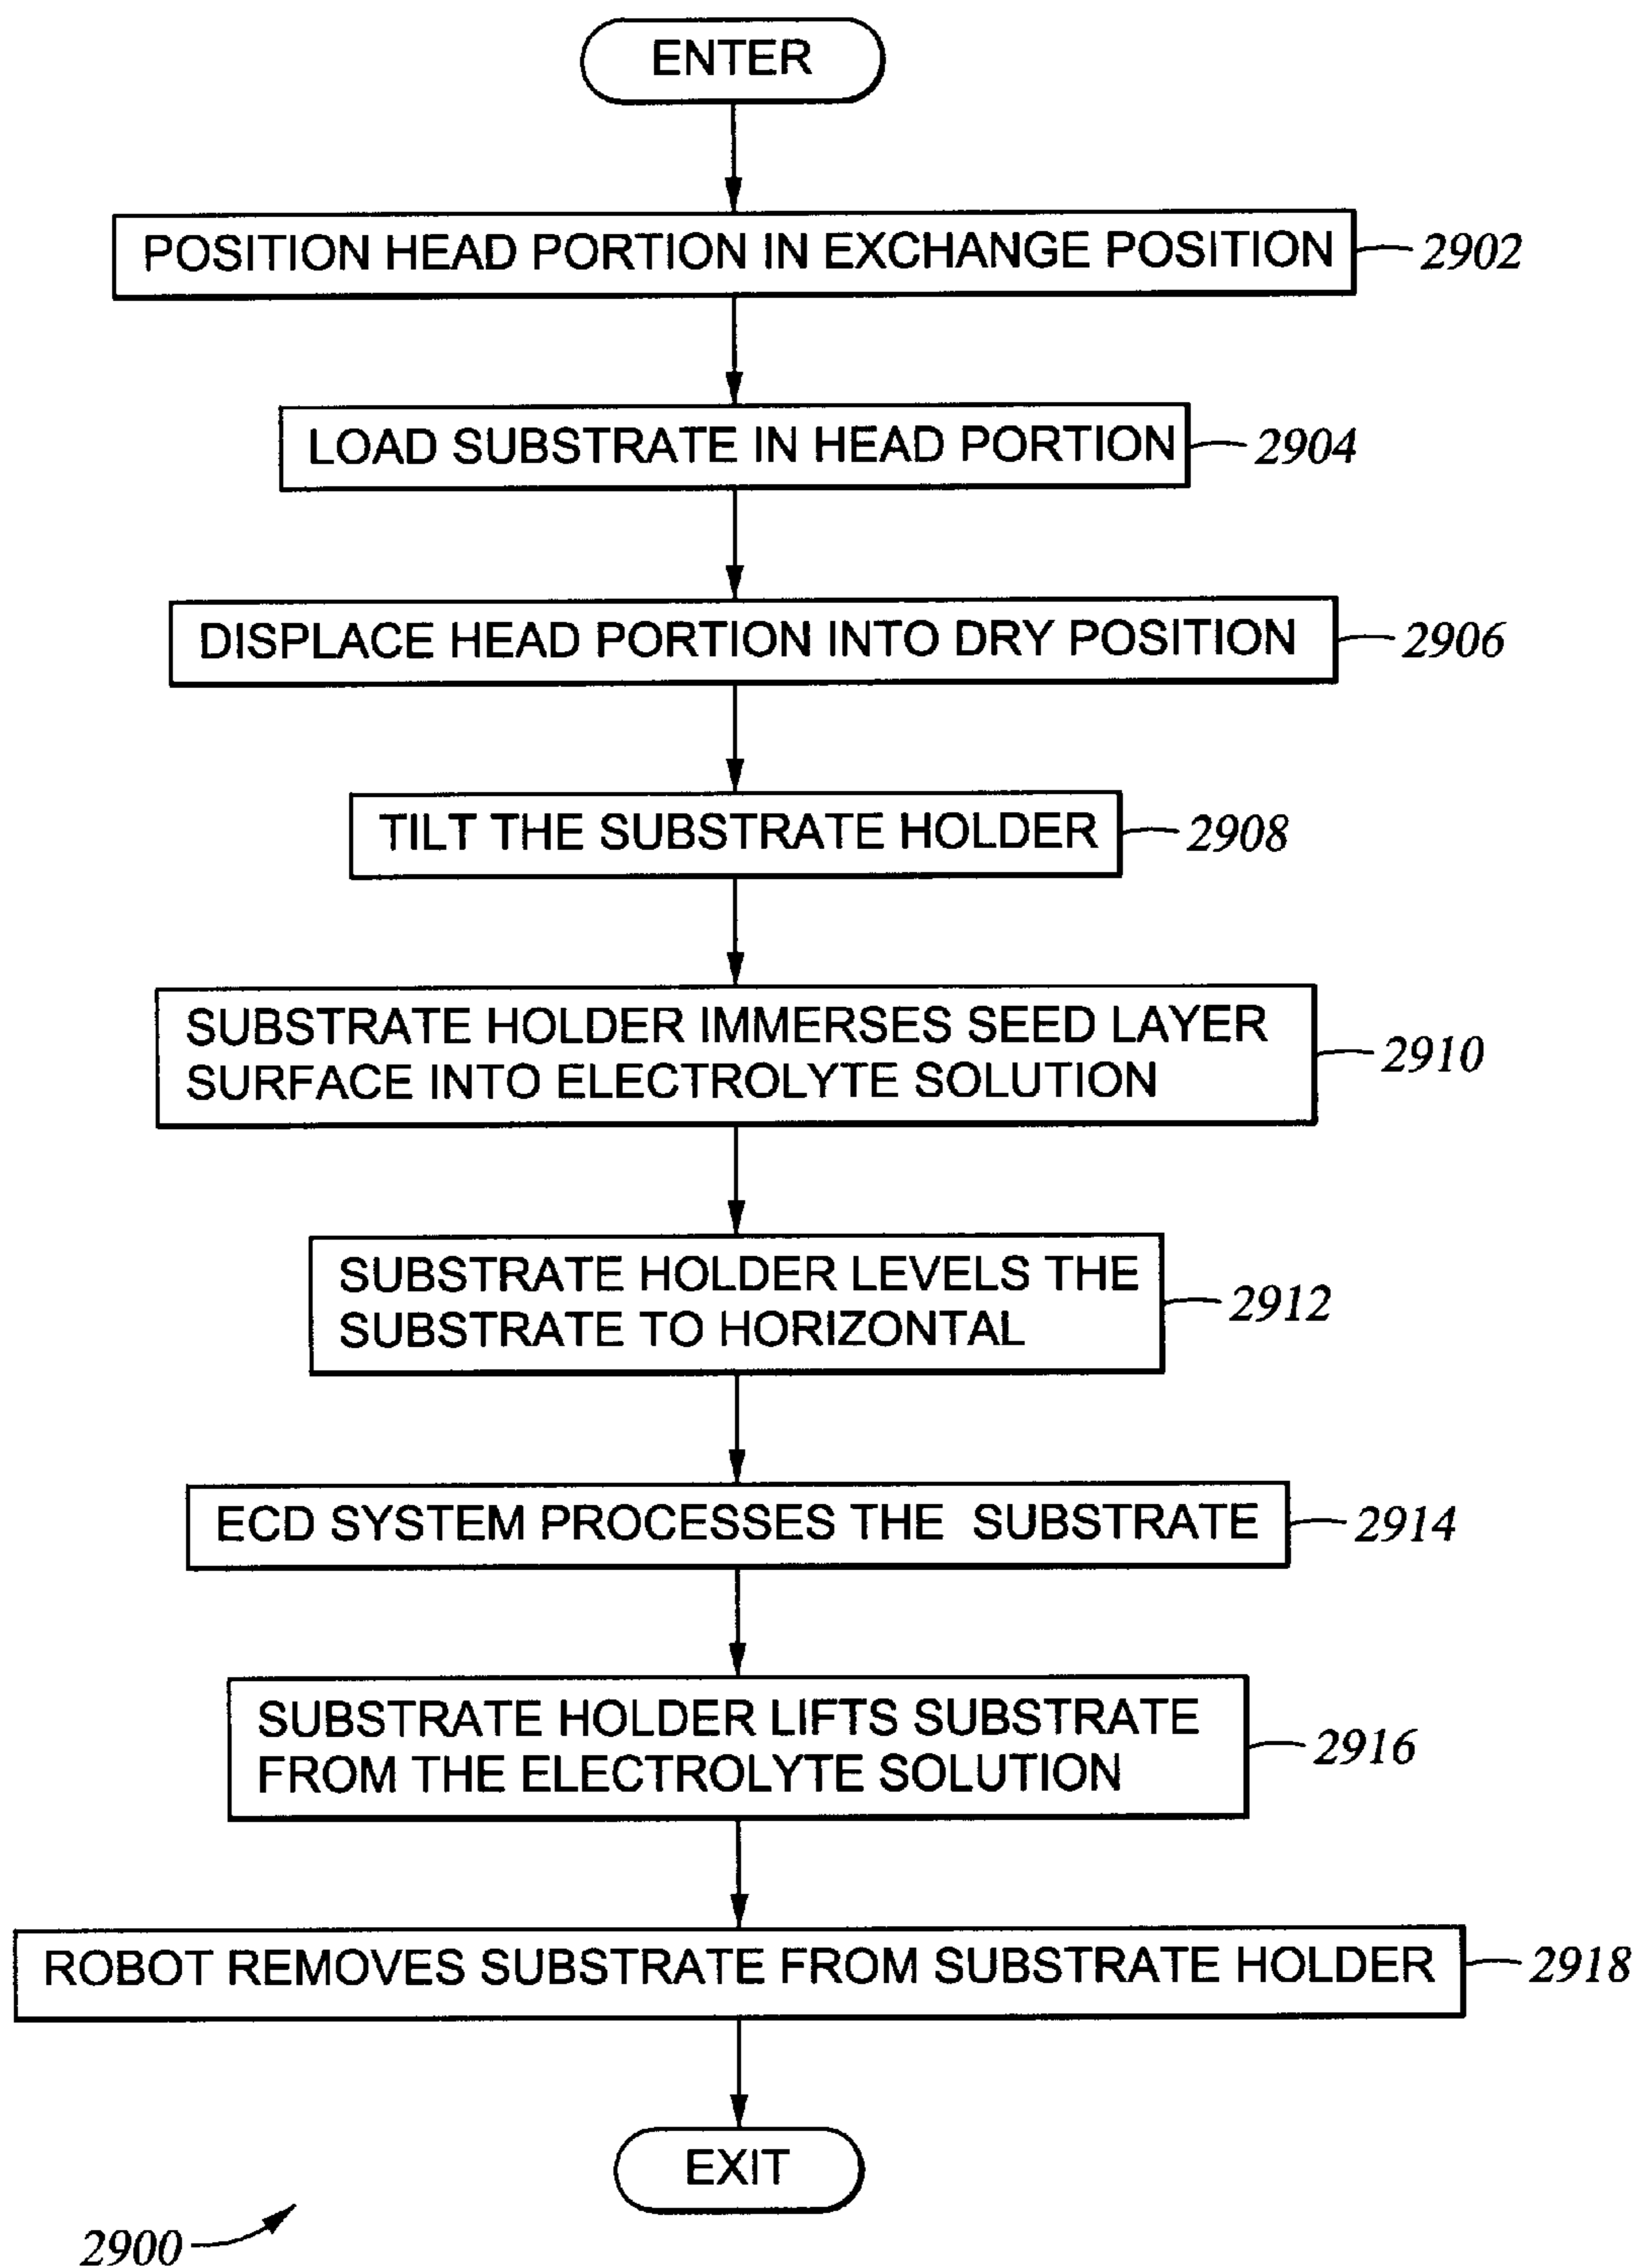 ENTER
POSITION HEAD PORTION IN EXCHANGE POSITION
2902
LOAD SUBSTRATE IN HEAD PORTION
2904
DISPLACE HEAD PORTION INTO DRY POSITION
2906
TILT THE SUBSTRATE HOLDER
2908
SUBSTRATE HOLDER IMMERSES SEED LAYER
SURFACE INTO ELECTROLYTE SOLUTION
2910
SUBSTRATE HOLDER LEVELS THE
SUBSTRATE TO HORIZONTAL
2912
ECD SYSTEM PROCESSES THE SUBSTRATE
2914
SUBSTRATE HOLDER LIFTS SUBSTRATE
FROM THE ELECTROLYTE SOLUTION
2916
ROBOT REMOVES SUBSTRATE FROM SUBSTRATE HOLDER
2918
EXIT
2900